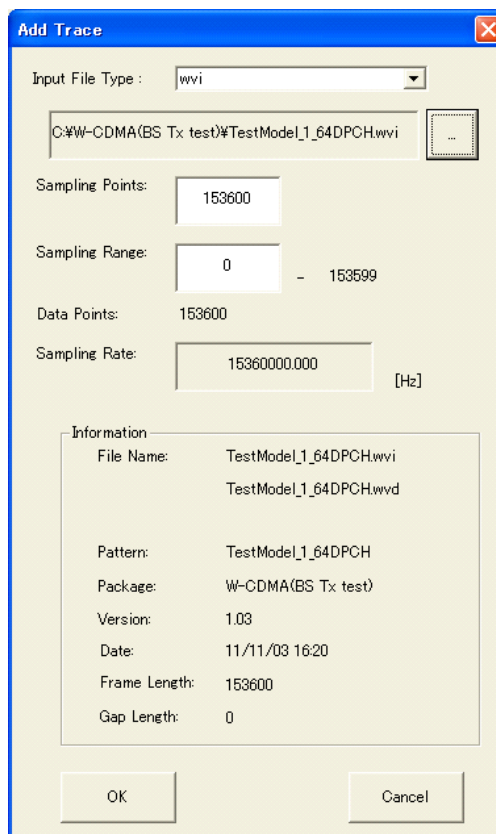 Add Trace
Input File Type :
wvi
C:¥W-CDMA(BS Tx test)¥TestModel_1_64DPCH.wvi
...
Sampling Points:
153600
Sampling Range:
0
- 153599
Data Points: 153600
Sampling Rate:
15360000.000
[Hz]
Information
File Name: TestModel_1_64DPCH.wvi
TestModel_1_64DPCH.wvd
Pattern: TestModel_1_64DPCH
Package: W-CDMA(BS Tx test)
Version: 1.03
Date: 11/11/03 16:20
Frame Length: 153600
Gap Length: 0
OK
Cancel